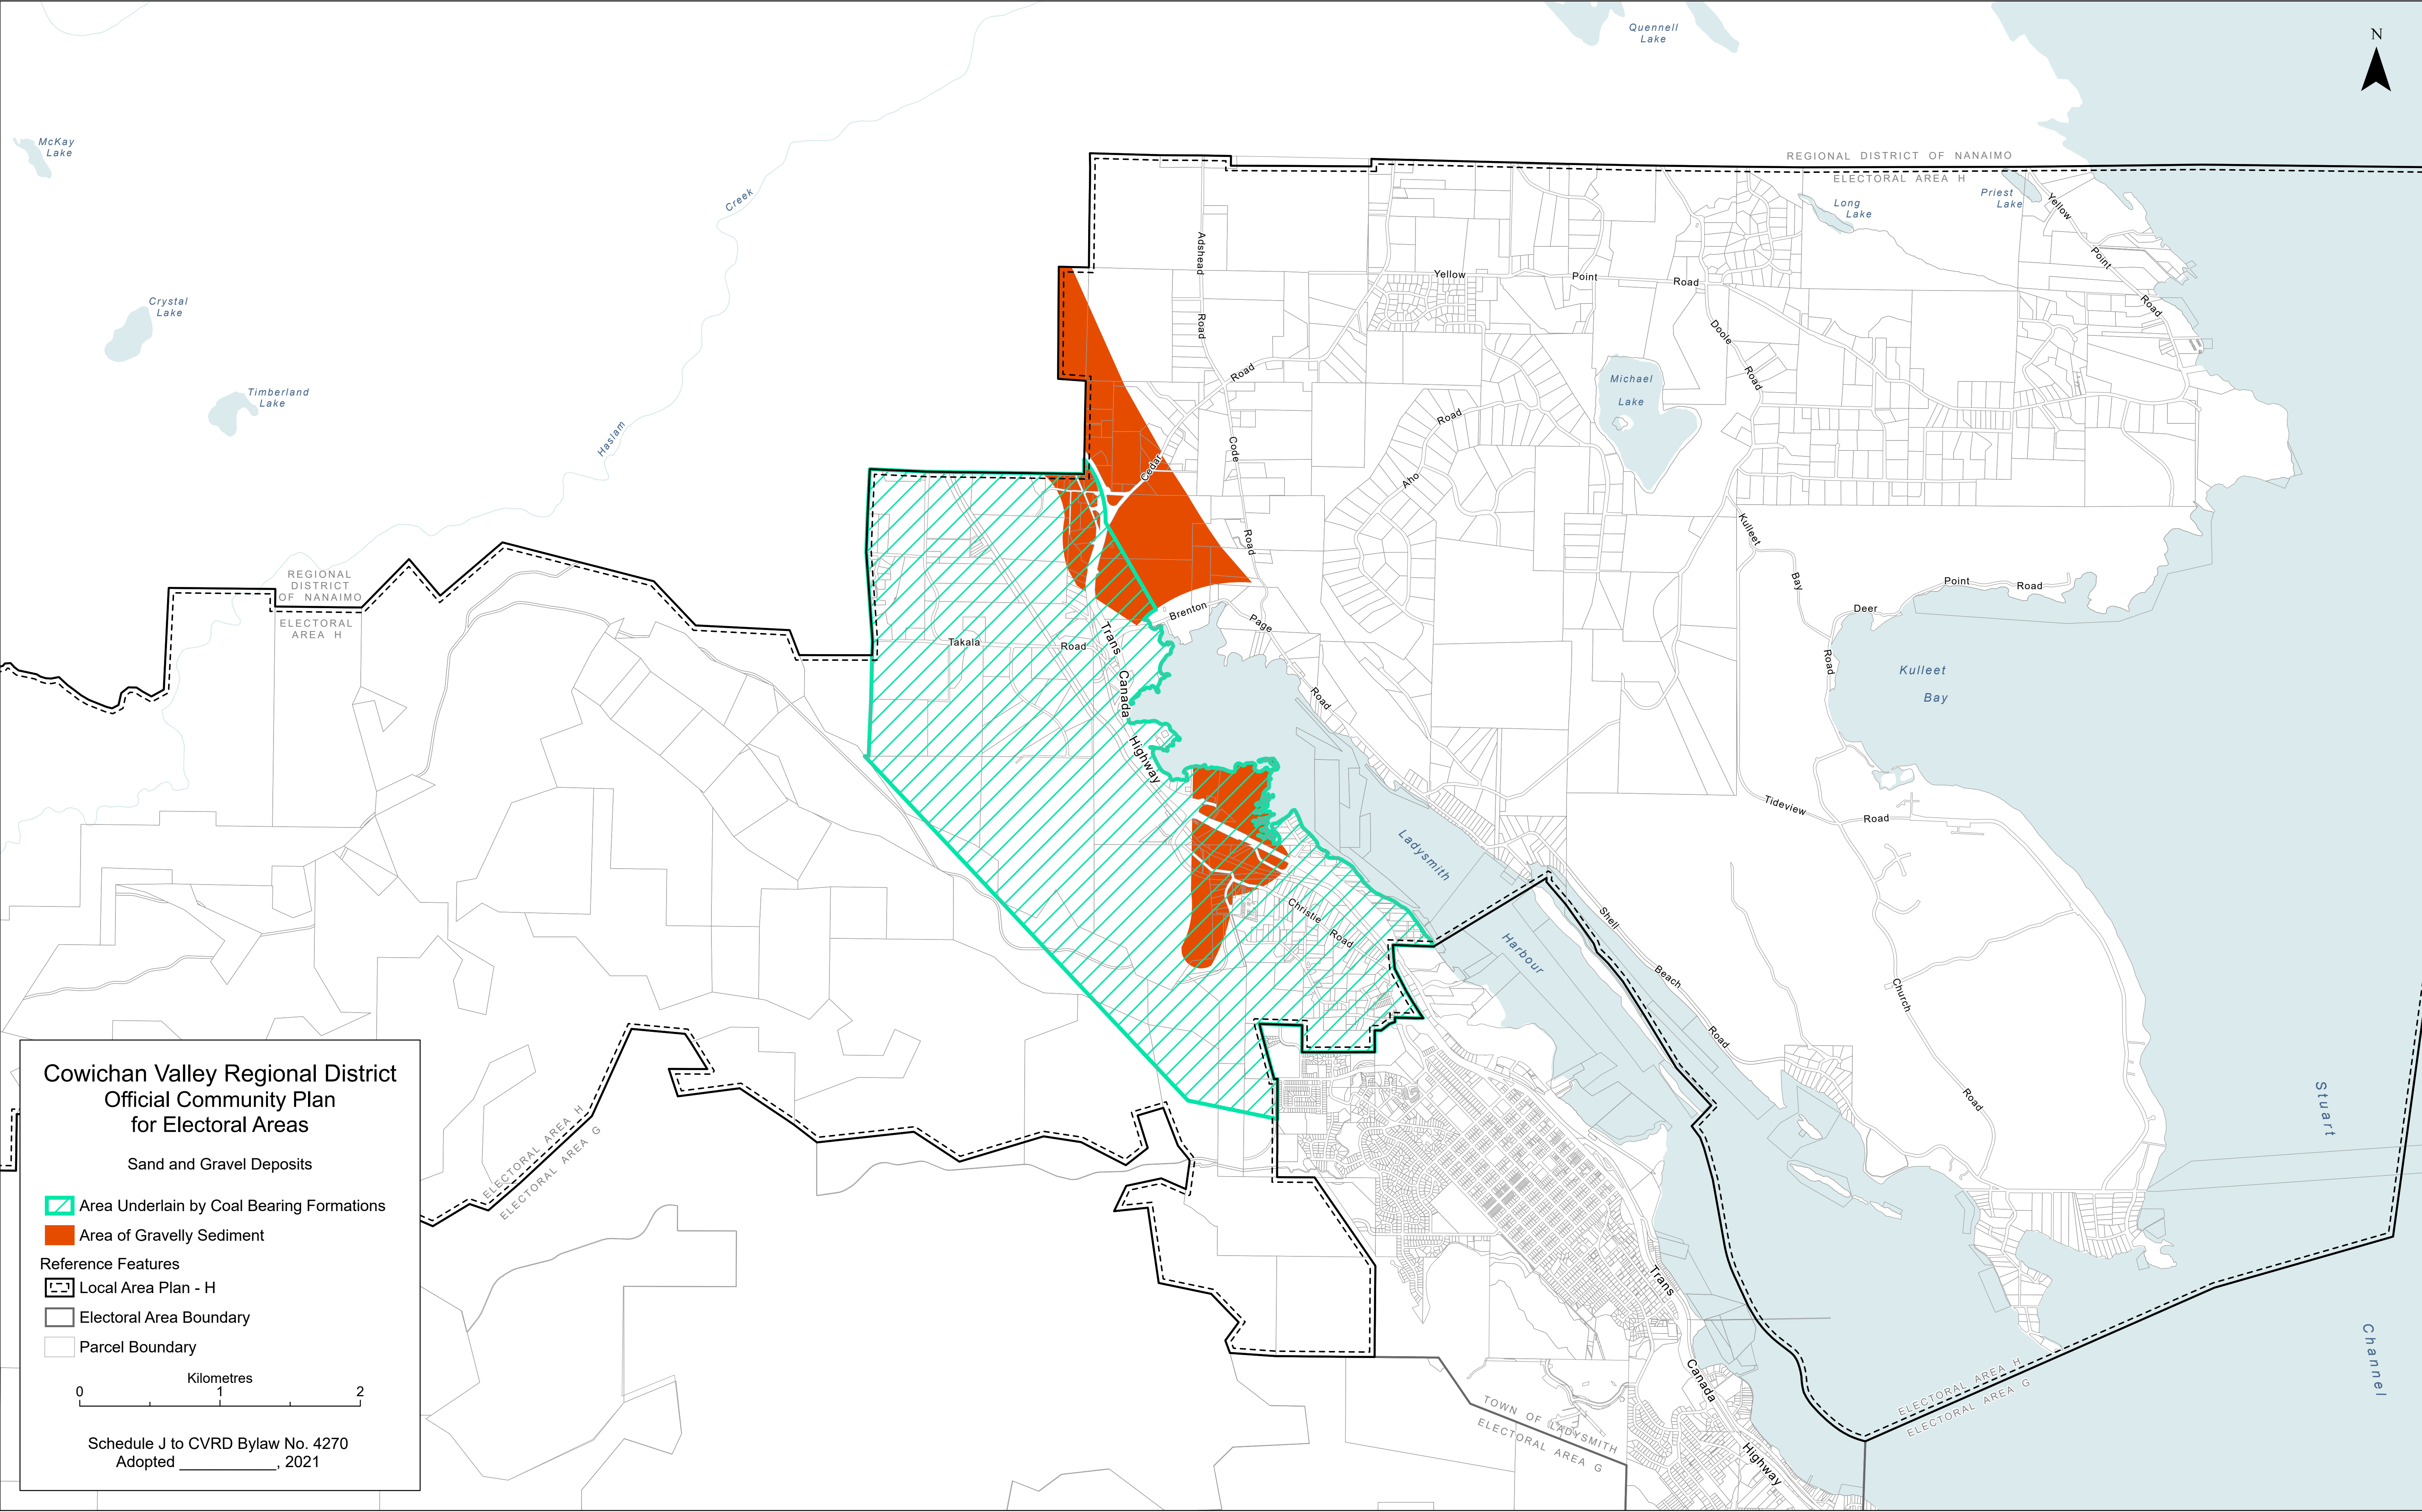 Quennell
Lake
N
McKay
Lake
REGIONAL DISTRICT OF NANAIMO
ELECTORAL AREA H
Creek
Priest
Lake
Long
Lake
Yellow
Point
Road
Adshead
Road
Yellow
Point
Road
Crystal
Lake
Doole
Road
Timberland
Lake
Road
Michael
Lake
Haslam
Cedar
Code
Road
Road
Aho
Kulleet
Bay
Road
REGIONAL
DISTRICT
OF NANAIMO
ELECTORAL
AREA H
Deer
Point
Road
Brenton
Page
Road
Takala
Road
Trans
Canada
Highway
Kulleet
Bay
Tideview
Road
Ladysmith
Harbour
Christie
Road
Shell
Beach
Road
Church
Road
Stuart
Channel
ELECTORAL AREA H
ELECTORAL AREA G
Trans
Canada
Highway
ELECTORAL AREA H
ELECTORAL AREA G
TOWN OF LADYSMITH
ELECTORAL AREA G
Cowichan Valley Regional District
Official Community Plan
for Electoral Areas
Sand and Gravel Deposits
Area Underlain by Coal Bearing Formations
Area of Gravelly Sediment
Reference Features
Local Area Plan - H
Electoral Area Boundary
Parcel Boundary
Kilometres
0 1 2
Schedule J to CVRD Bylaw No. 4270
Adopted ____________, 2021